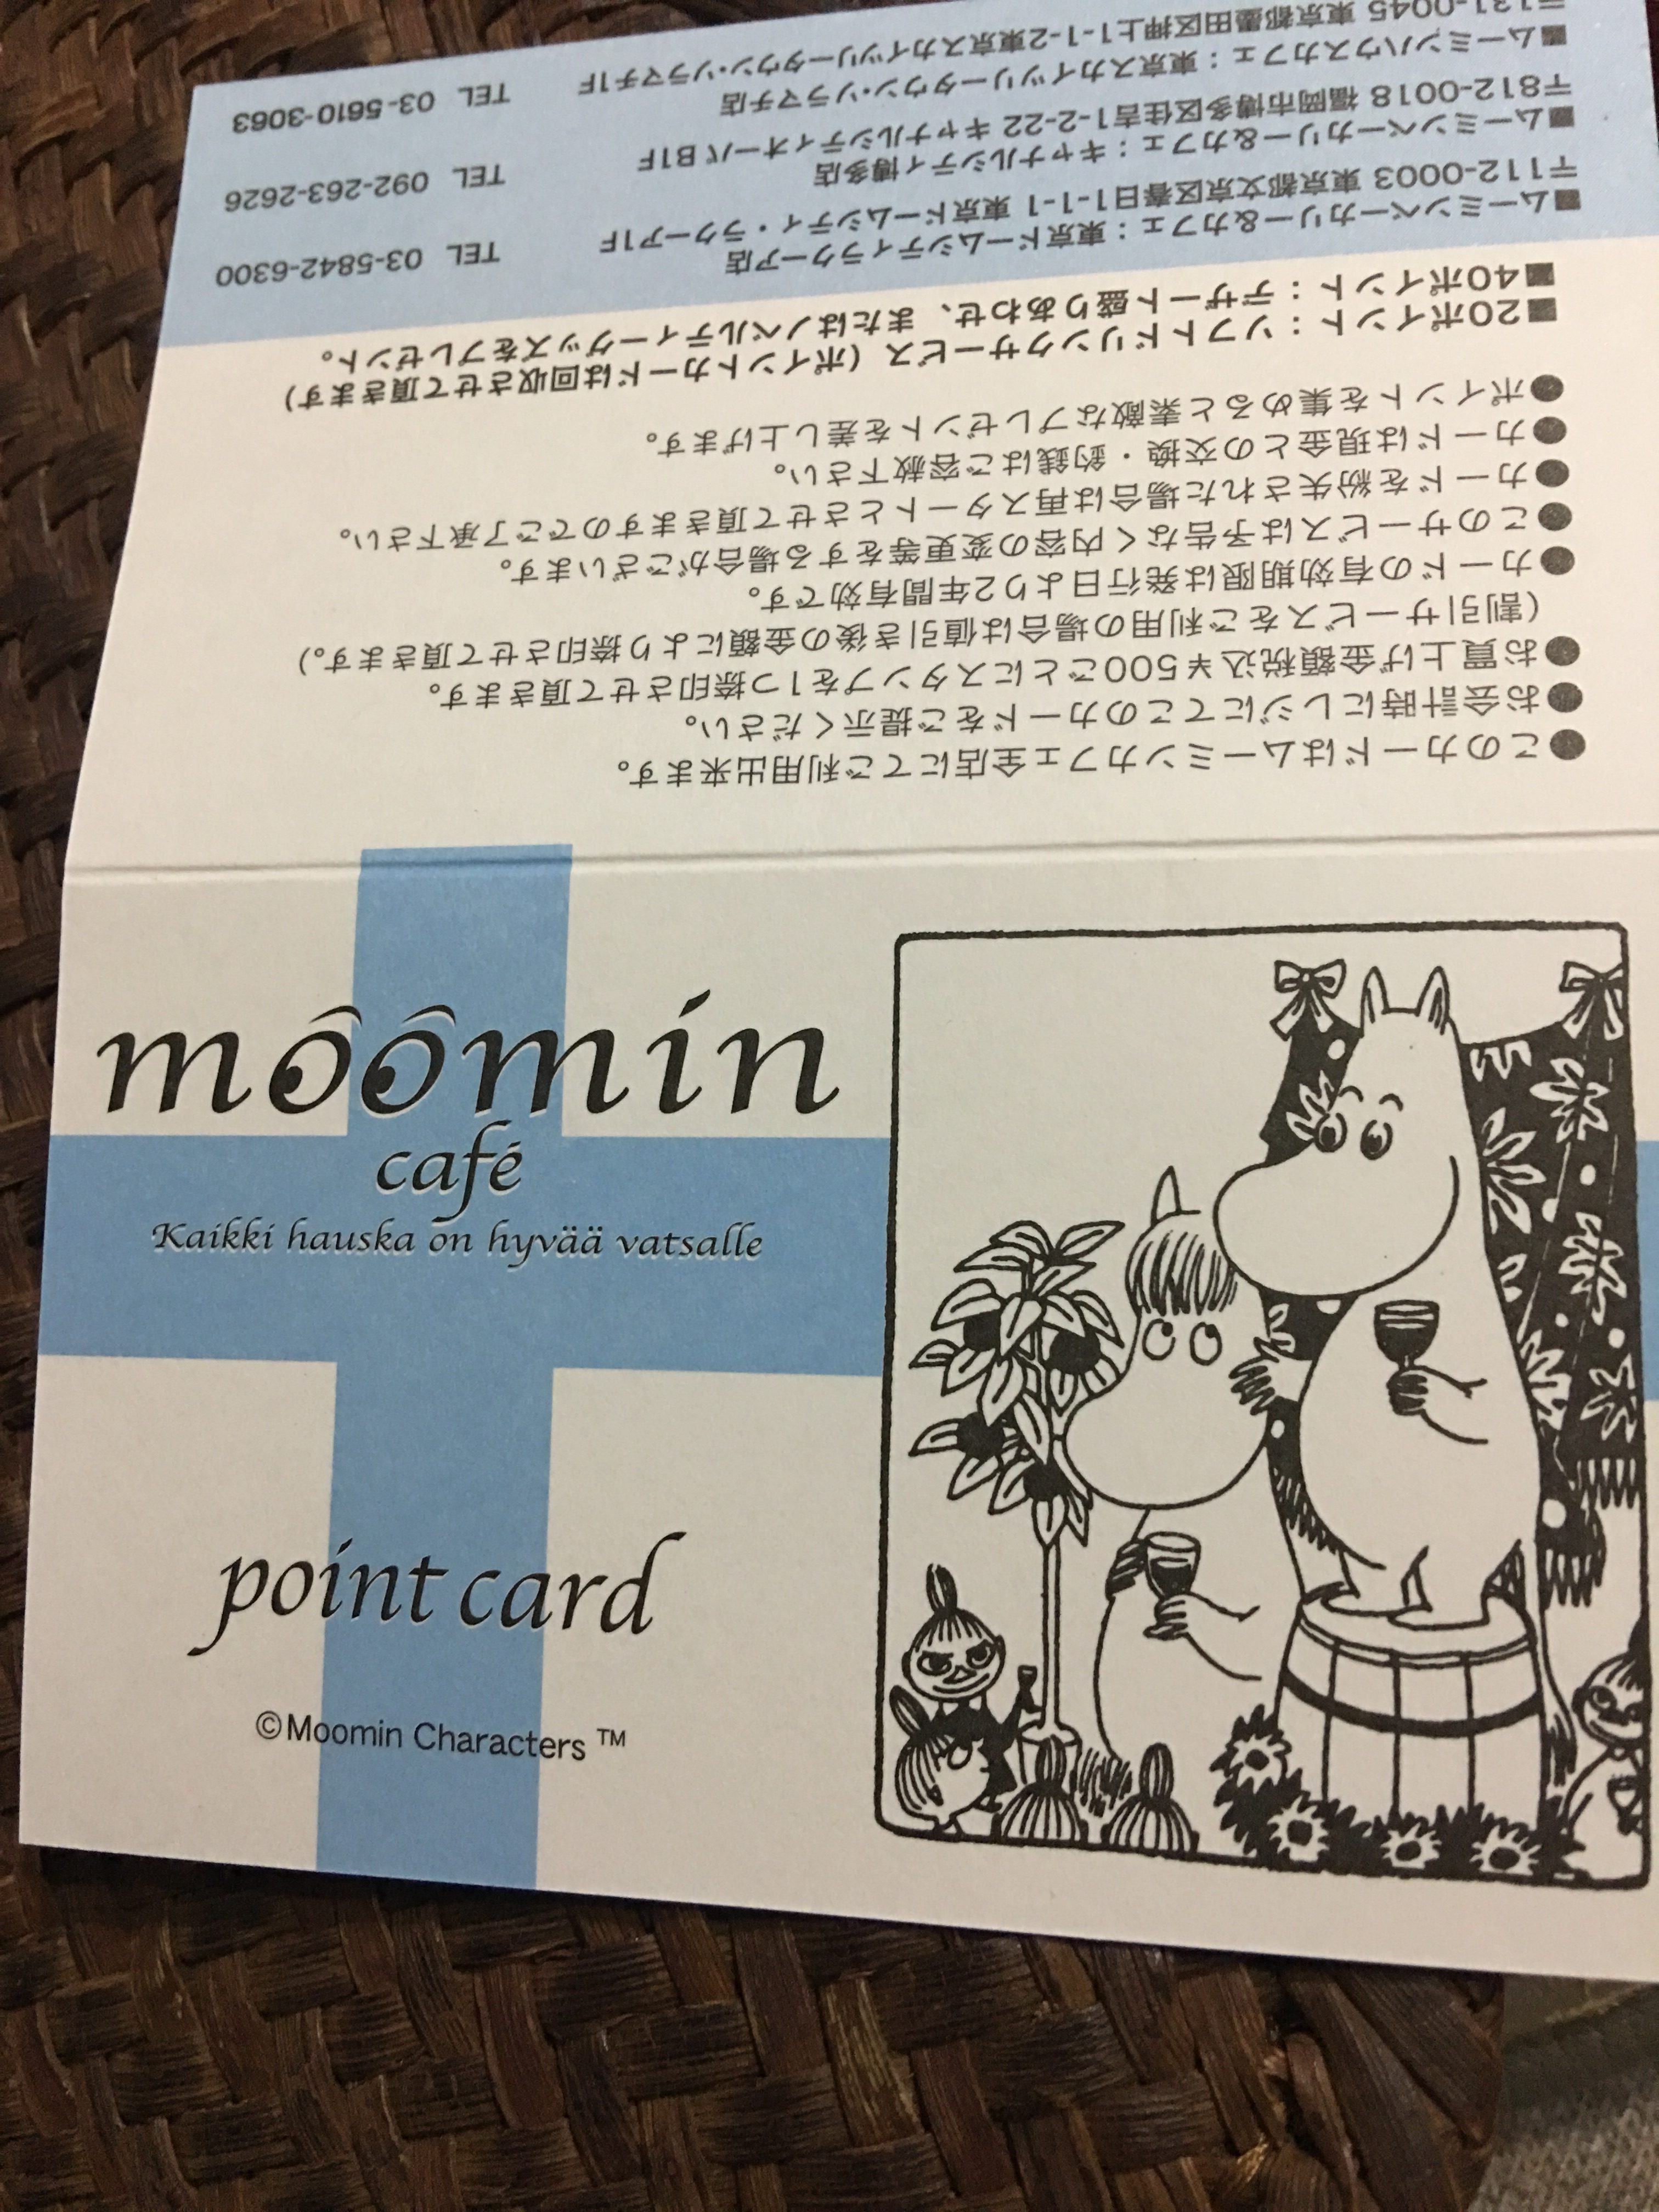 moomin
café
Kaikki hauska on hyvää vatsalle
point card
©Moomin Characters ™
●このカードはムーミンカフェ全店にてご利用出来ます。
●お会計時にレジにてこのカードをご提示ください。
●お買上げ金額税込￥500ごとにスタンプを1つ捺印させて頂きます。
(割引サービスをご利用の場合は値引き後の金額により捺印させて頂きます。)
●カードの有効期限は発行日より2年間有効です。
●このサービスは予告なく内容の変更等をする場合がございます。
●カードを紛失された場合は再スタートとさせて頂きますのでご了承下さい。
●カードは現金との交換・釣銭はご容赦下さい。
●ポイントを集めると素敵なプレゼントを差し上げます。
■20ポイント：ソフトドリンクサービス (ポイントカードは回収させて頂きます)
■40ポイント：デザート盛りあわせ、またはノベルティーグッズをプレゼント。
■ムーミンベーカリー&カフェ：東京ドームシティラクーア店
〒112-0003 東京都文京区春日1-1-1 東京ドームシティ・ラクーア1F TEL 03-5842-6300
■ムーミンベーカリー&カフェ：キャナルシティ博多店
〒812-0018 福岡市博多区住吉1-2-22 キャナルシティオーパ B1F TEL 092-263-2626
■ムーミンハウスカフェ：東京スカイツリータウン・ソラマチ店
〒131-0045 東京都墨田区押上1-1-2東京スカイツリータウン・ソラマチ1F TEL 03-5610-3063